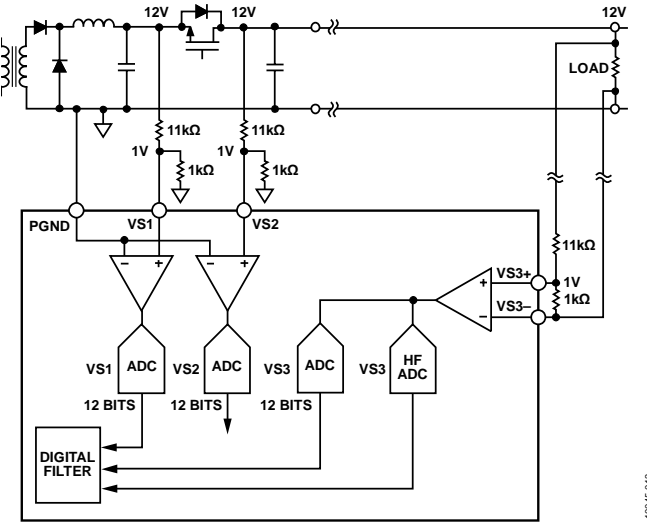 12V
12V
12V
LOAD
11kΩ
11kΩ
1V
1V
1kΩ
1kΩ
PGND
VS1
VS2
11kΩ
VS3+
1V
1kΩ
VS3–
VS1
ADC
VS2
ADC
VS3
ADC
VS3
HF
ADC
12 BITS
12 BITS
12 BITS
DIGITAL
FILTER